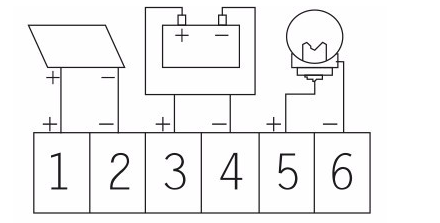 + −
+ −
+ − + − + −
1 2 3 4 5 6